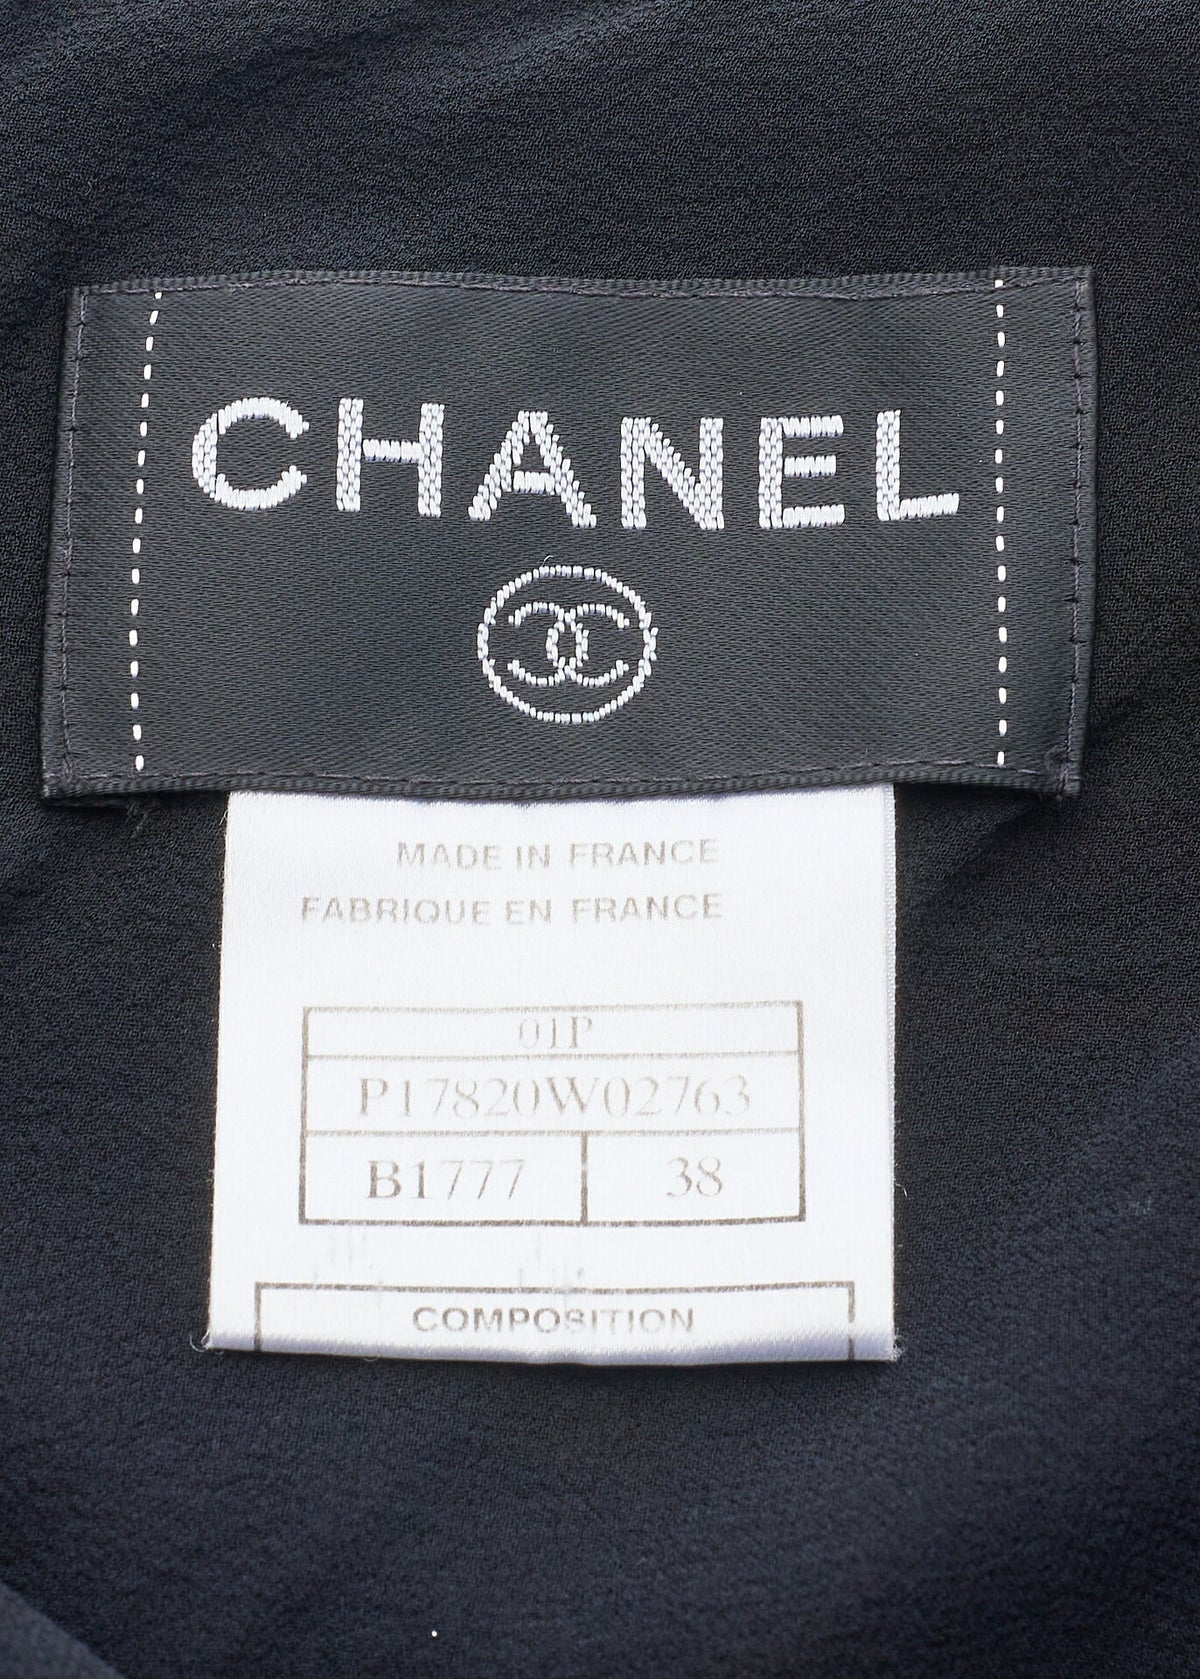 CHANEL
MADE IN FRANCE
FABRIQUE EN FRANCE
01P
P17820W02763
B1777 38
COMPOSITION